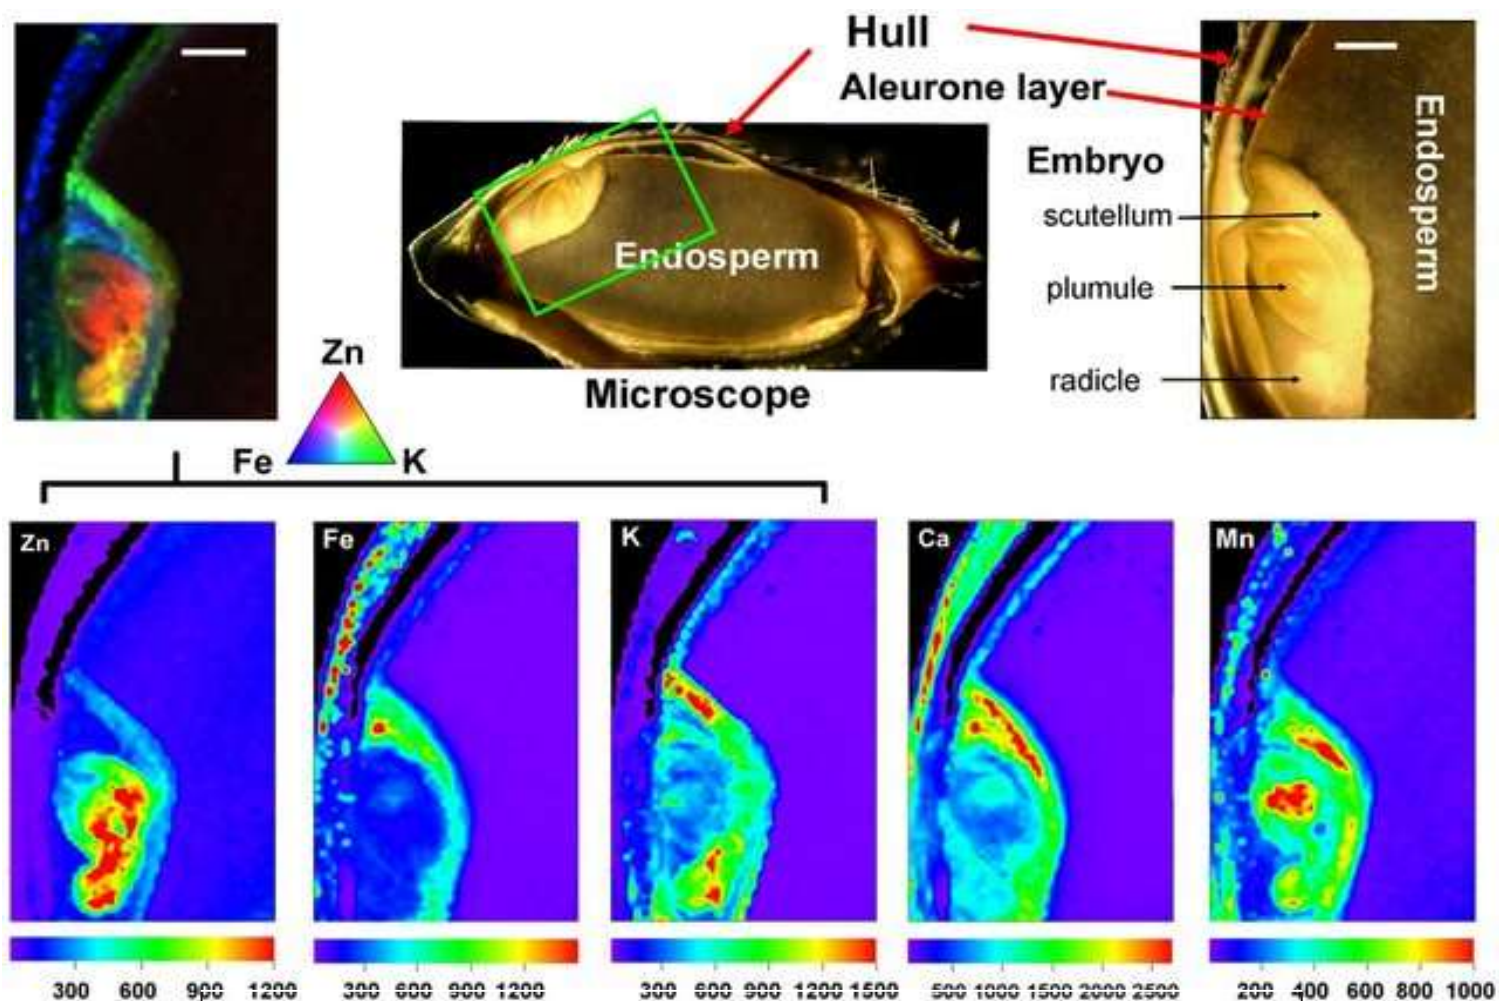 Hull
Aleurone layer
Embryo
scutellum
plumule
radicle
Endosperm
Endosperm
Microscope
Zn
Fe
K
Zn
Fe
K
Ca
Mn
300 600 900 1200
300 600 900 1200
300 600 900 1200 1500
500 1000 1500 2000 2500
200 400 600 800 1000